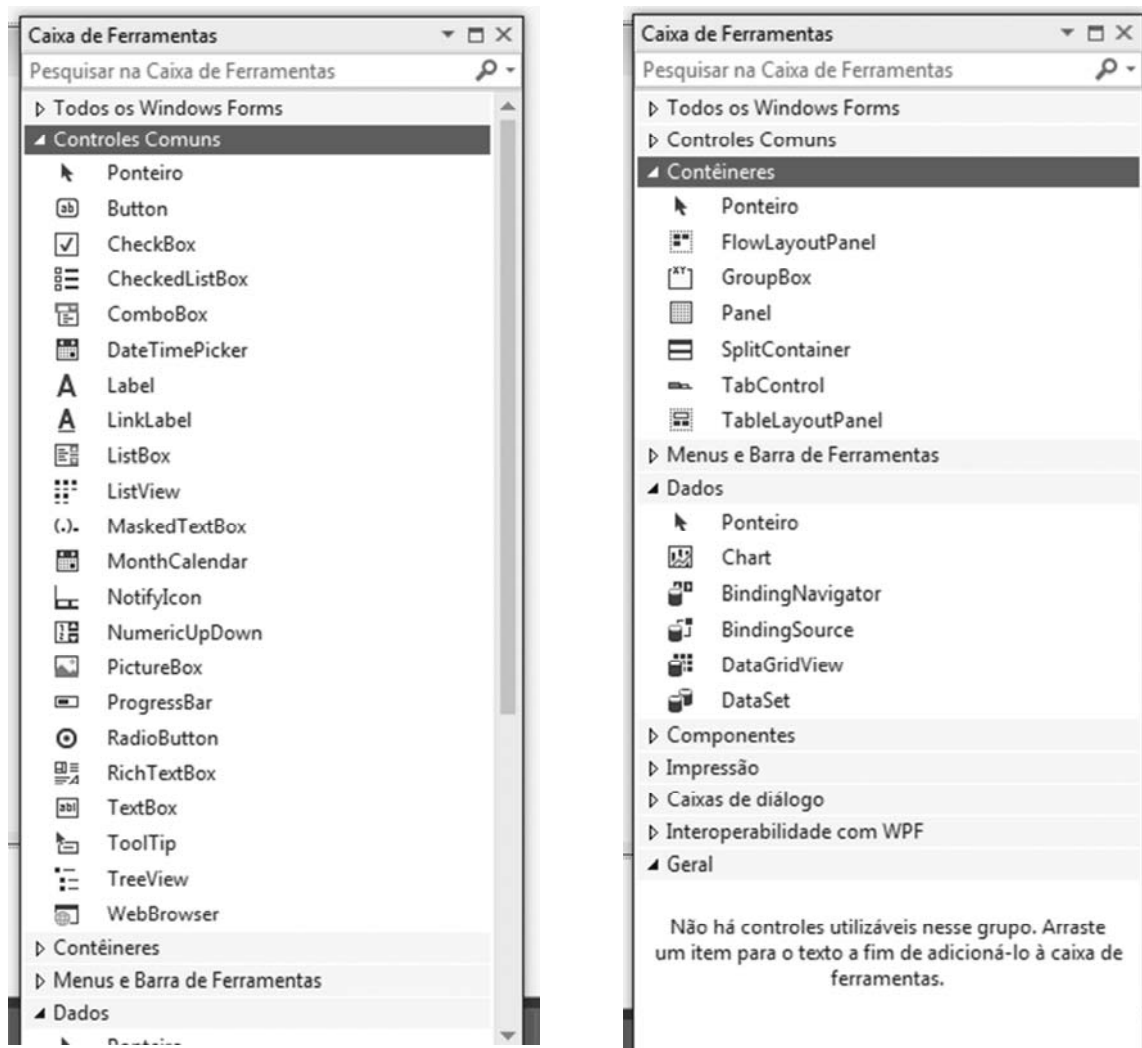 Caixa de Ferramentas
Pesquisar na Caixa de Ferramentas
Todos os Windows Forms
Controles Comuns
Ponteiro
Button
CheckBox
CheckedListBox
ComboBox
DateTimePicker
Label
LinkLabel
ListBox
ListView
MaskedTextBox
MonthCalendar
NotifyIcon
NumericUpDown
PictureBox
ProgressBar
RadioButton
RichTextBox
TextBox
ToolTip
TreeView
WebBrowser
Contêineres
Menus e Barra de Ferramentas
Dados
Ponteiro
Caixa de Ferramentas
Pesquisar na Caixa de Ferramentas
Todos os Windows Forms
Controles Comuns
Contêineres
Ponteiro
FlowLayoutPanel
GroupBox
Panel
SplitContainer
TabControl
TableLayoutPanel
Menus e Barra de Ferramentas
Dados
Ponteiro
Chart
BindingNavigator
BindingSource
DataGridView
DataSet
Componentes
Impressão
Caixas de diálogo
Interoperabilidade com WPF
Geral
Não há controles utilizáveis nesse grupo. Arraste
um item para o texto a fim de adicioná-lo à caixa de
ferramentas.